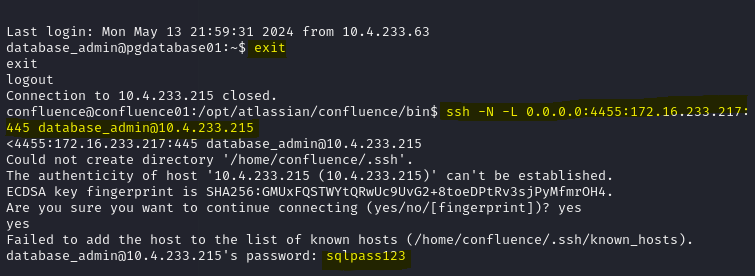 Last login: Mon May 13 21:59:31 2024 from 10.4.233.63
database_admin@pgdatabase01:~$ exit
exit
logout
Connection to 10.4.233.215 closed.
confluence@confluence01:/opt/atlassian/confluence/bin$ ssh -N -L 0.0.0.0:4455:172.16.233.217:
445 database_admin@10.4.233.215
<4455:172.16.233.217:445 database_admin@10.4.233.215
Could not create directory '/home/confluence/.ssh'.
The authenticity of host '10.4.233.215 (10.4.233.215)' can't be established.
ECDSA key fingerprint is SHA256:GMUxFQSTWYtQRwUc9UvG2+8toeDPtRv3sjPyMfmrOH4.
Are you sure you want to continue connecting (yes/no/[fingerprint])? yes
yes
Failed to add the host to the list of known hosts (/home/confluence/.ssh/known_hosts).
database_admin@10.4.233.215's password: sqlpass123